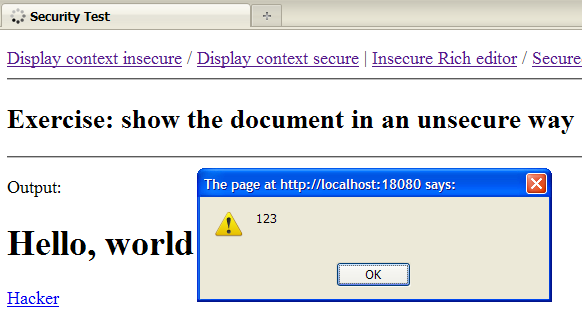 Security Test
Display context insecure / Display context secure | Insecure Rich editor / Secure
Exercise: show the document in an unsecure way
The page at http://localhost:18080 says:
Output:
123
Hello, world
OK
Hacker